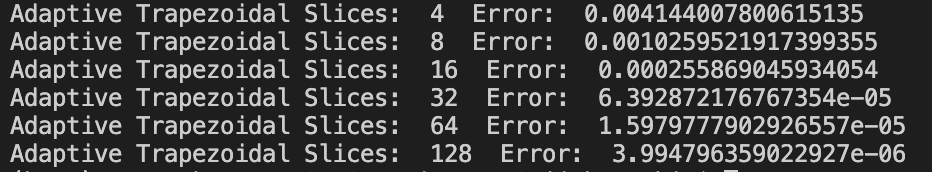 Adaptive Trapezoidal Slices:  4  Error:  0.004144007800615135
Adaptive Trapezoidal Slices:  8  Error:  0.0010259521917399355
Adaptive Trapezoidal Slices:  16  Error:  0.000255869045934054
Adaptive Trapezoidal Slices:  32  Error:  6.392872176767354e-05
Adaptive Trapezoidal Slices:  64  Error:  1.5979777902926557e-05
Adaptive Trapezoidal Slices:  128  Error:  3.994796359022927e-06